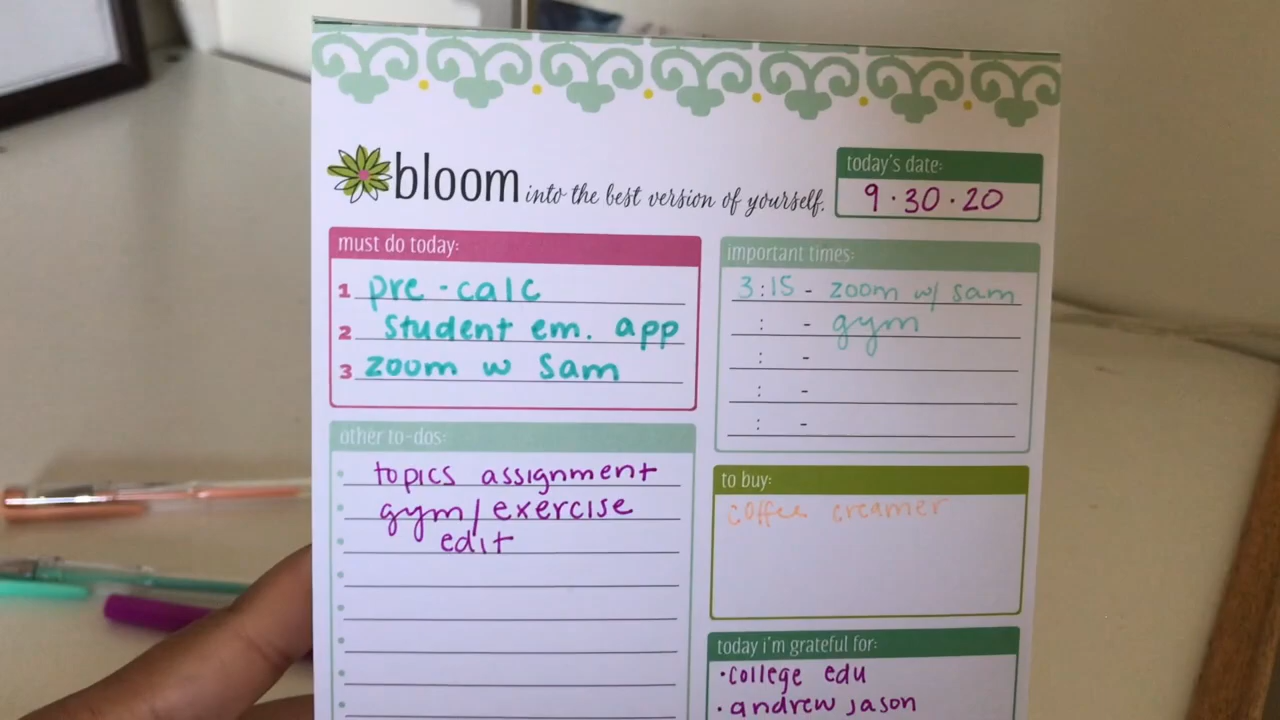 bloom into the best version of yourself.
today's date:
9.30.20
must do today:
1 pre-calc
2 Student em. app
3 zoom w Sam
important times:
3:15 - zoom w/ sam
: - gym
: -
: -
: -
other to-dos:
topics assignment
gym/exercise
edit
to buy:
coffee creamer
today i'm grateful for:
·college edu
·andrew jason